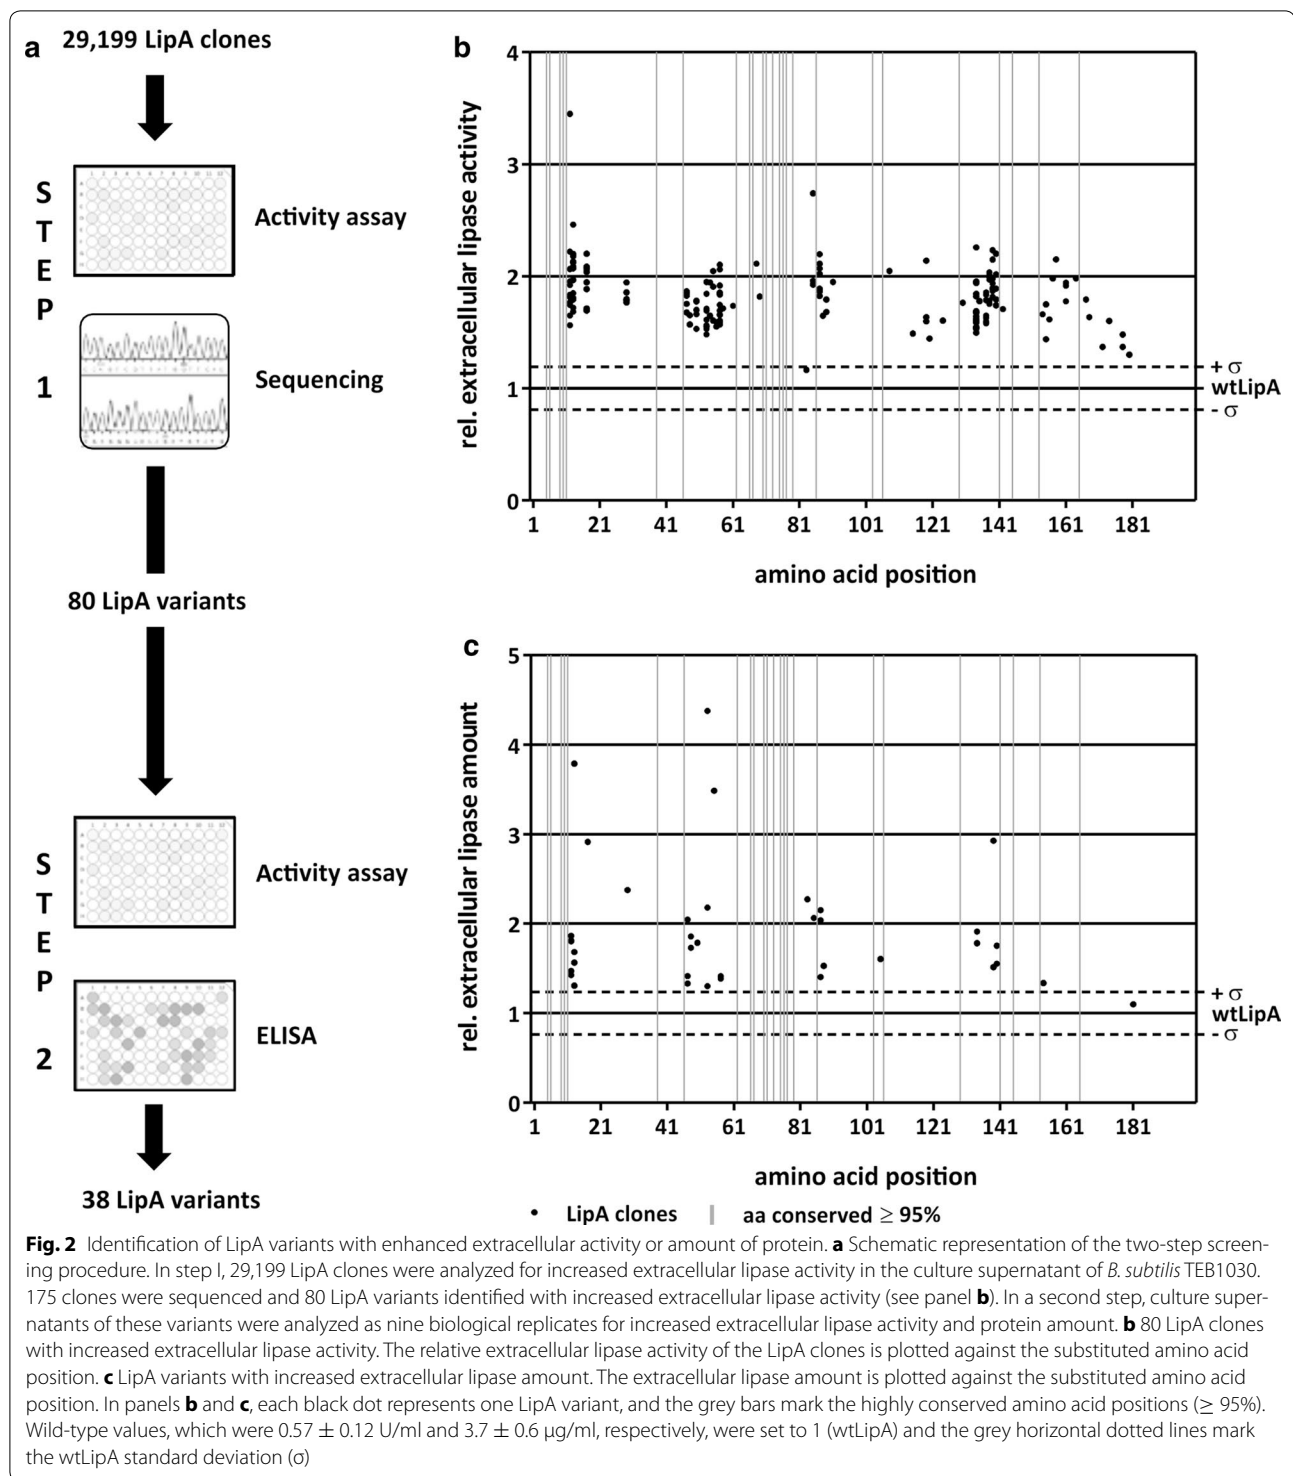 a
29,199 LipA clones
STEP 1
Activity assay
Sequencing
80 LipA variants
STEP 2
Activity assay
ELISA
38 LipA variants
b
rel. extracellular lipase activity
4
3
2
1
0
+ σ
wtLipA
- σ
1 21 41 61 81 101 121 141 161 181
amino acid position
c
rel. extracellular lipase amount
5
4
3
2
1
0
+ σ
wtLipA
- σ
1 21 41 61 81 101 121 141 161 181
amino acid position
• LipA clones | aa conserved ≥ 95%
Fig. 2 Identification of LipA variants with enhanced extracellular activity or amount of protein. a Schematic representation of the two-step screen-
ing procedure. In step I, 29,199 LipA clones were analyzed for increased extracellular lipase activity in the culture supernatant of B. subtilis TEB1030.
175 clones were sequenced and 80 LipA variants identified with increased extracellular lipase activity (see panel b). In a second step, culture super-
natants of these variants were analyzed as nine biological replicates for increased extracellular lipase activity and protein amount. b 80 LipA clones
with increased extracellular lipase activity. The relative extracellular lipase activity of the LipA clones is plotted against the substituted amino acid
position. c LipA variants with increased extracellular lipase amount. The extracellular lipase amount is plotted against the substituted amino acid
position. In panels b and c, each black dot represents one LipA variant, and the grey bars mark the highly conserved amino acid positions (≥ 95%).
Wild-type values, which were 0.57 ± 0.12 U/ml and 3.7 ± 0.6 μg/ml, respectively, were set to 1 (wtLipA) and the grey horizontal dotted lines mark
the wtLipA standard deviation (σ)